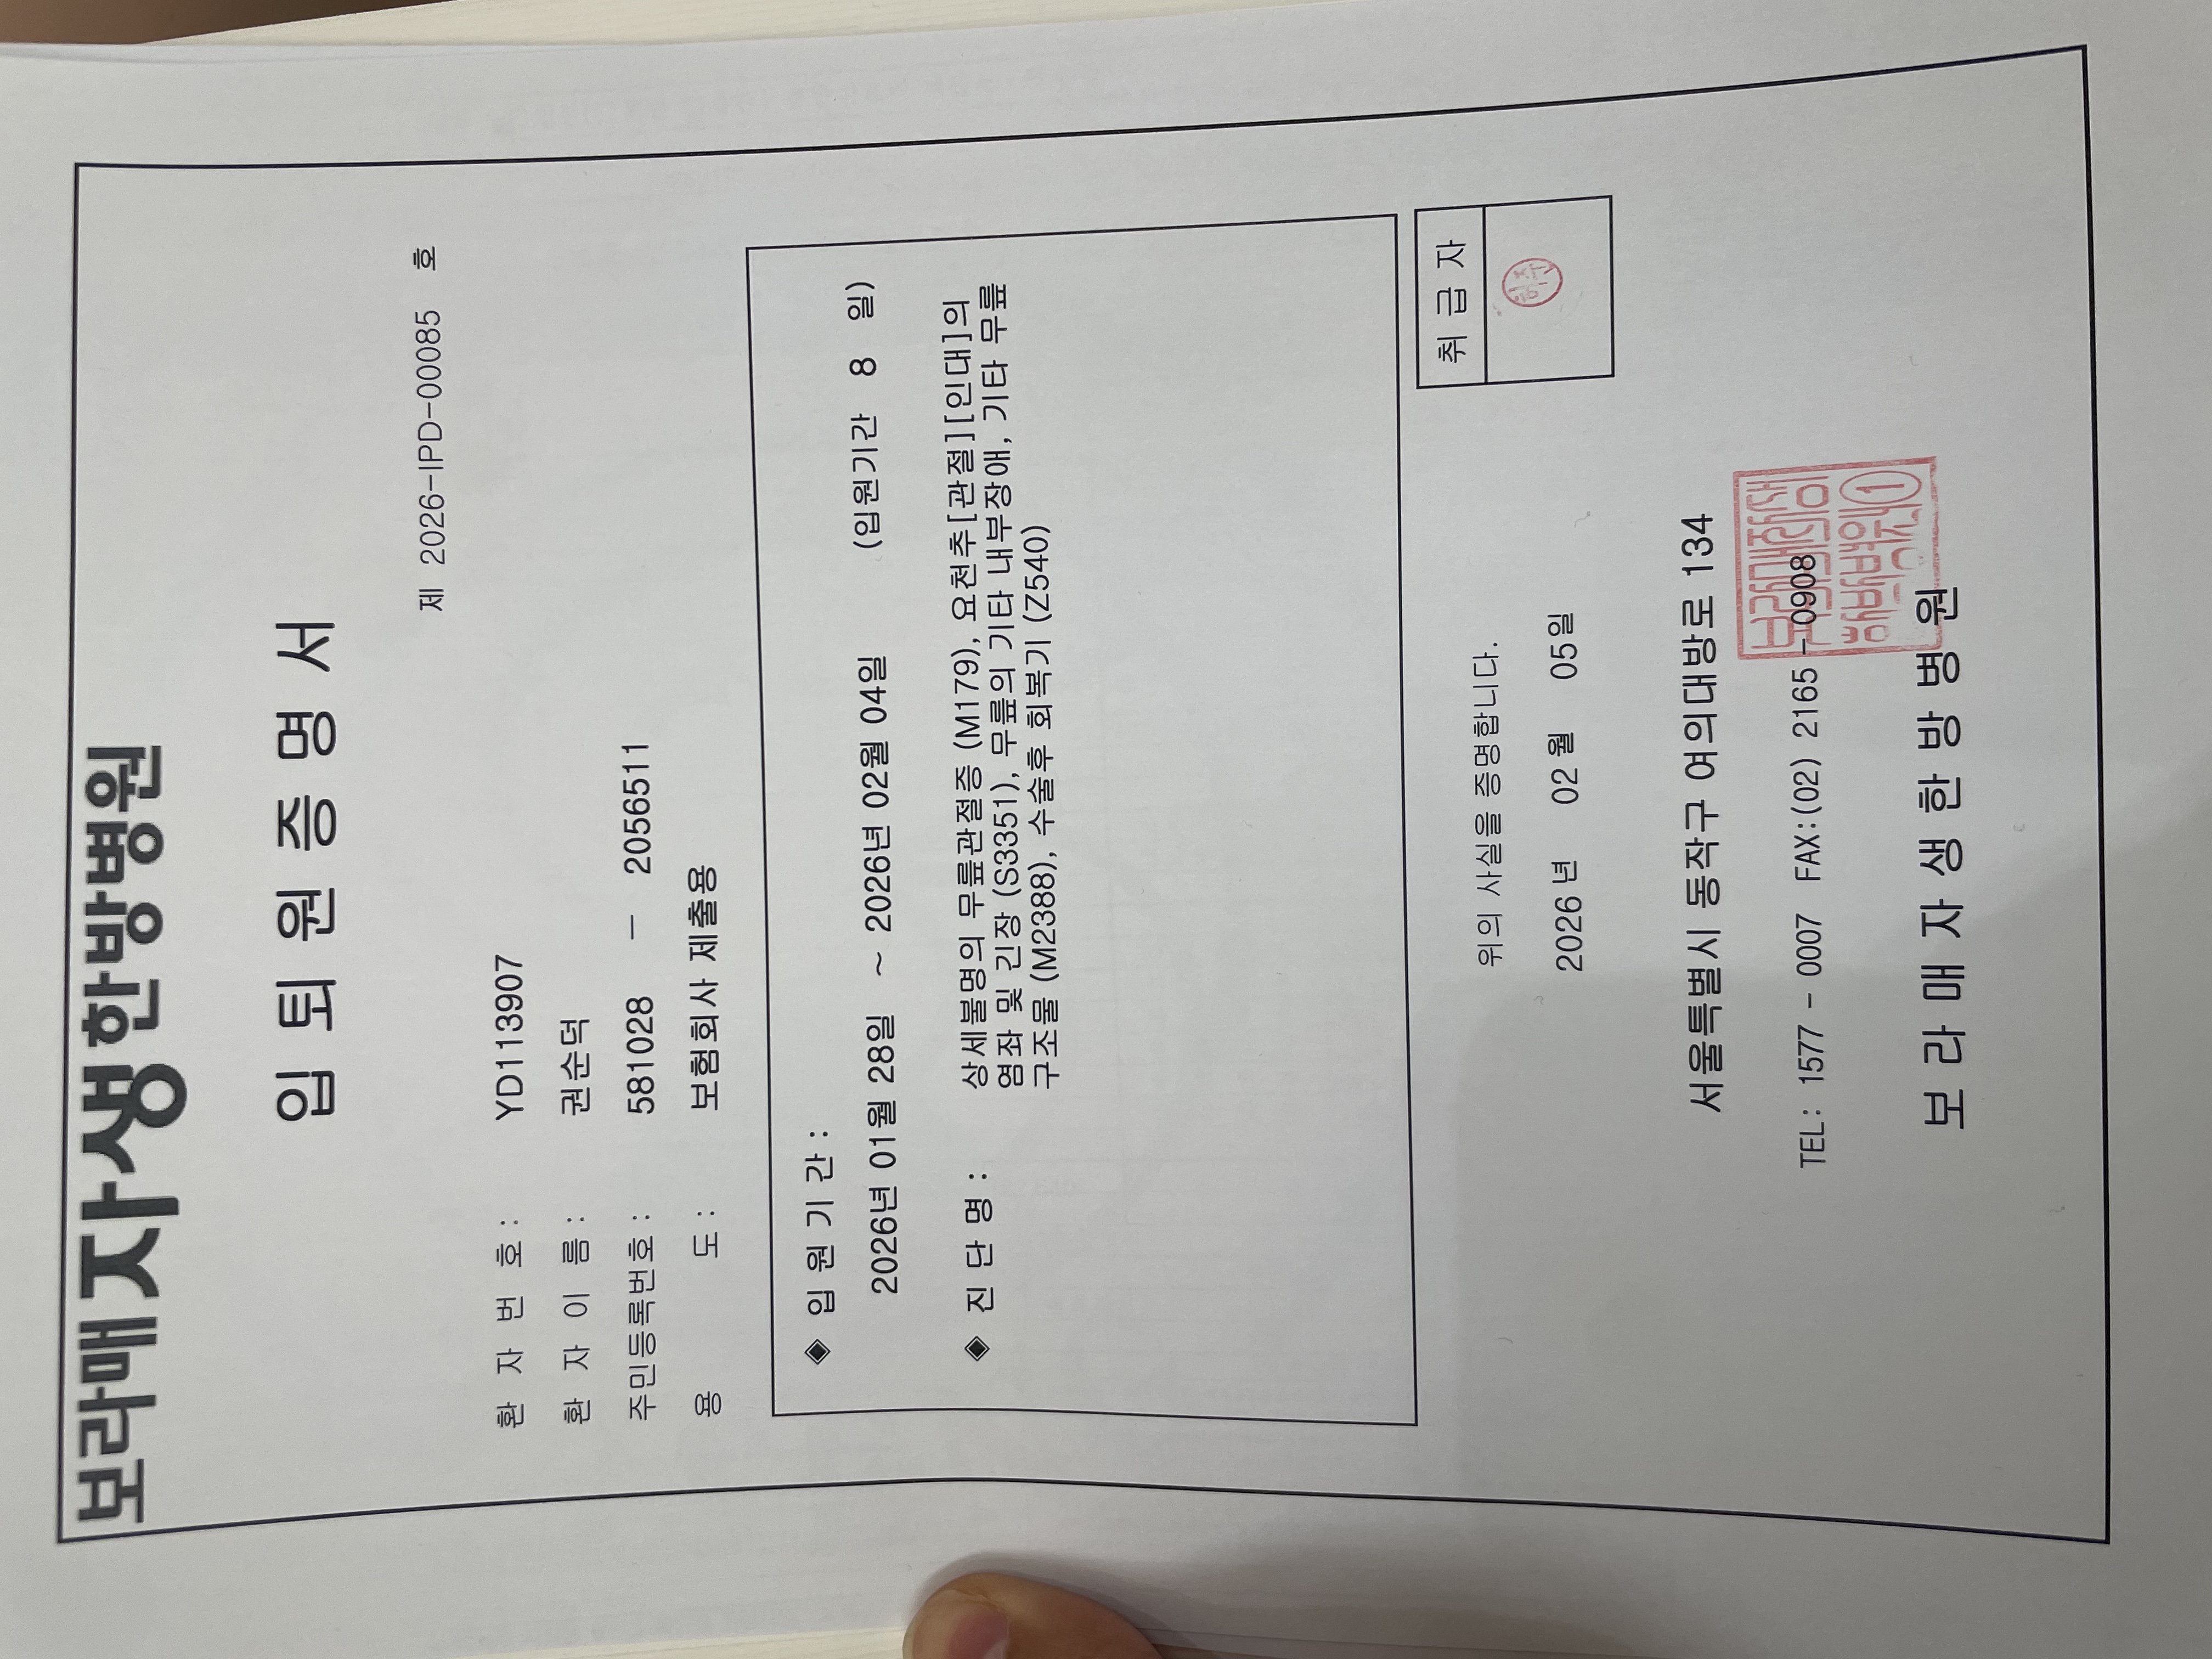 보라매자생한방병원
입 퇴 원 증 명 서
제 2026-IPD-00085 호
환 자 번 호 : YD113907
환 자 이 름 : 권순덕
주민등록번호 : 581028 - 2056511
용 도 : 보험회사 제출용
◈ 입 원 기 간 :
2026년 01월 28일 ~ 2026년 02월 04일 (입원기간 8 일)
◈ 진 단 명 : 상세불명의 무릎관절증 (M179), 요천추[관절][인대]의
염좌 및 긴장 (S3351), 무릎의 기타 내부장애, 기타 무릎
구조물 (M2388), 수술후 회복기 (Z540)
취 급 자
위의 사실을 증명합니다.
2026 년 02 월 05일
서울특별시 동작구 여의대방로 134
TEL : 1577 - 0007 FAX:(02) 2165 - 0908
보 라 매 자 생 한 방 병 원